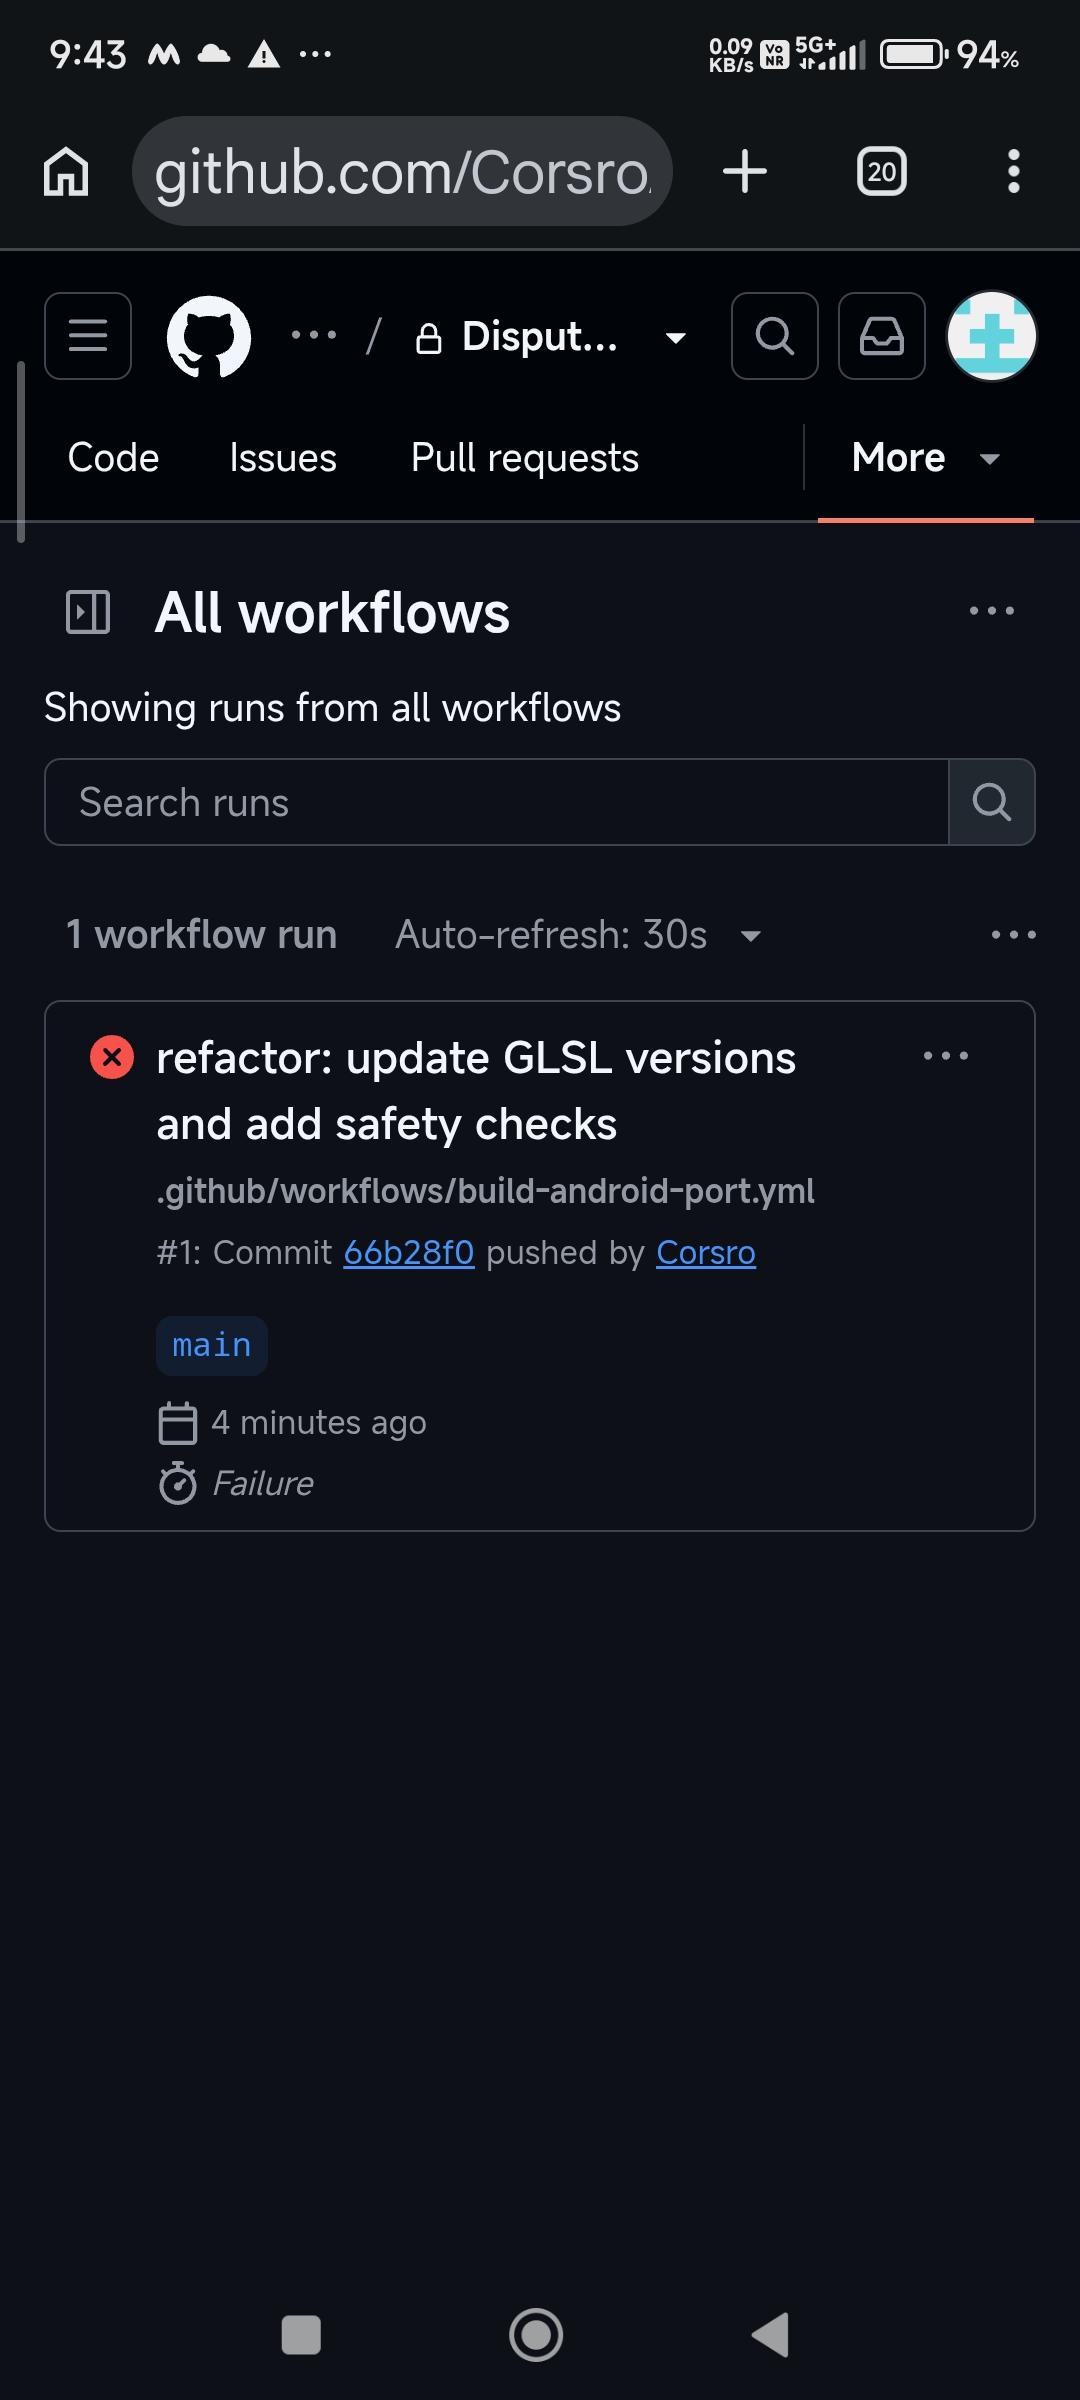 9:43 ... 0.09 KB/s Vo NR 5G+ 94%
github.com/Corsro
20
... / Disput...
Code Issues Pull requests More
All workflows
Showing runs from all workflows
Search runs
1 workflow run Auto-refresh: 30s
refactor: update GLSL versions
and add safety checks
.github/workflows/build-android-port.yml
#1: Commit 66b28f0 pushed by Corsro
main
4 minutes ago
Failure